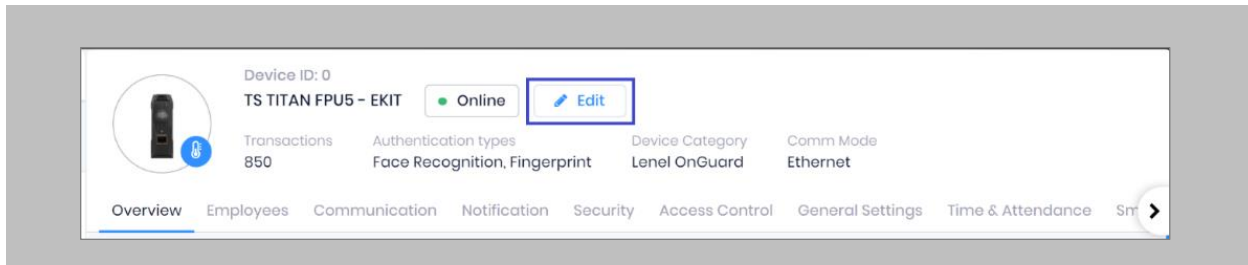 Device ID: 0
TS TITAN FPU5 - EKIT Online Edit
Transactions Authentication types Device Category Comm Mode
850 Face Recognition, Fingerprint Lenel OnGuard Ethernet
Overview Employees Communication Notification Security Access Control General Settings Time & Attendance